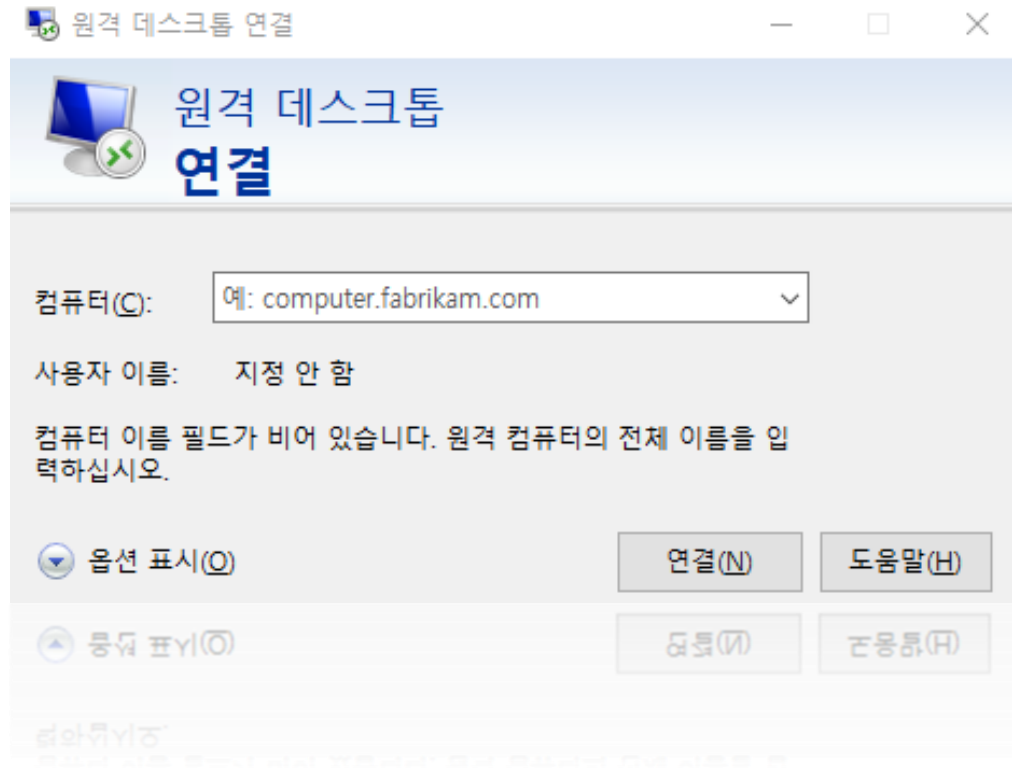 원격 데스크톱 연결
원격 데스크톱
연결
컴퓨터(C): 예: computer.fabrikam.com
사용자 이름: 지정 안 함
컴퓨터 이름 필드가 비어 있습니다. 원격 컴퓨터의 전체 이름을 입
력하십시오.
옵션 표시(O) 연결(N) 도움말(H)